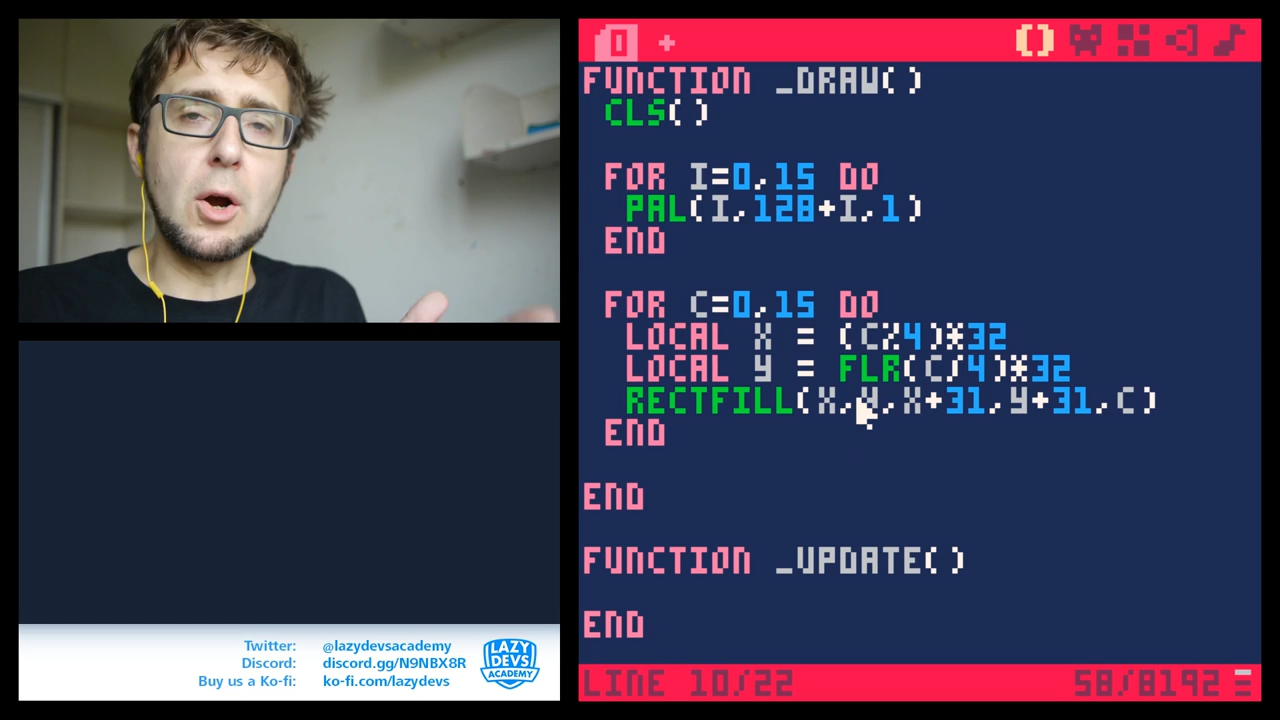 0 +
FUNCTION _DRAW()
CLS()
FOR I=0,15 DO
PAL(I,128+I,1)
END
FOR C=0,15 DO
LOCAL X = (C%4)*32
LOCAL Y = FLR(C/4)*32
RECTFILL(X,Y,X+31,Y+31,C)
END
END
FUNCTION _UPDATE()
END
LINE 10/22 58/8192
Twitter: @lazydevsacademy
Discord: discord.gg/N9NBX8R
Buy us a Ko-fi: ko-fi.com/lazydevs
LAZY
DEVS
ACADEMY